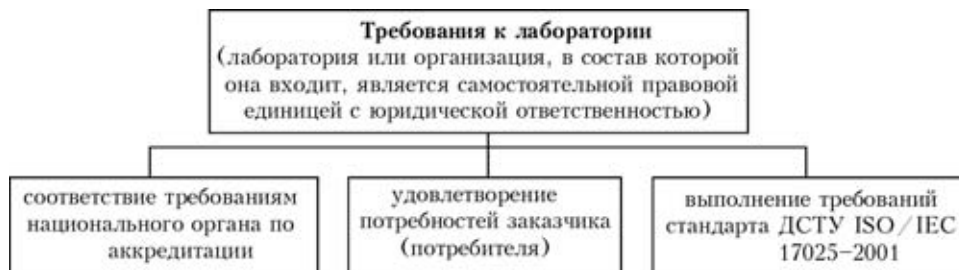 Требования к лаборатории
(лаборатория или организация, в состав которой
она входит, является самостоятельной правовой
единицей с юридической ответственностью)
соответствие требованиям
национального органа по
аккредитации
удовлетворение
потребностей заказчика
(потребителя)
выполнение требований
стандарта ДСТУ ISO/IEC
17025–2001